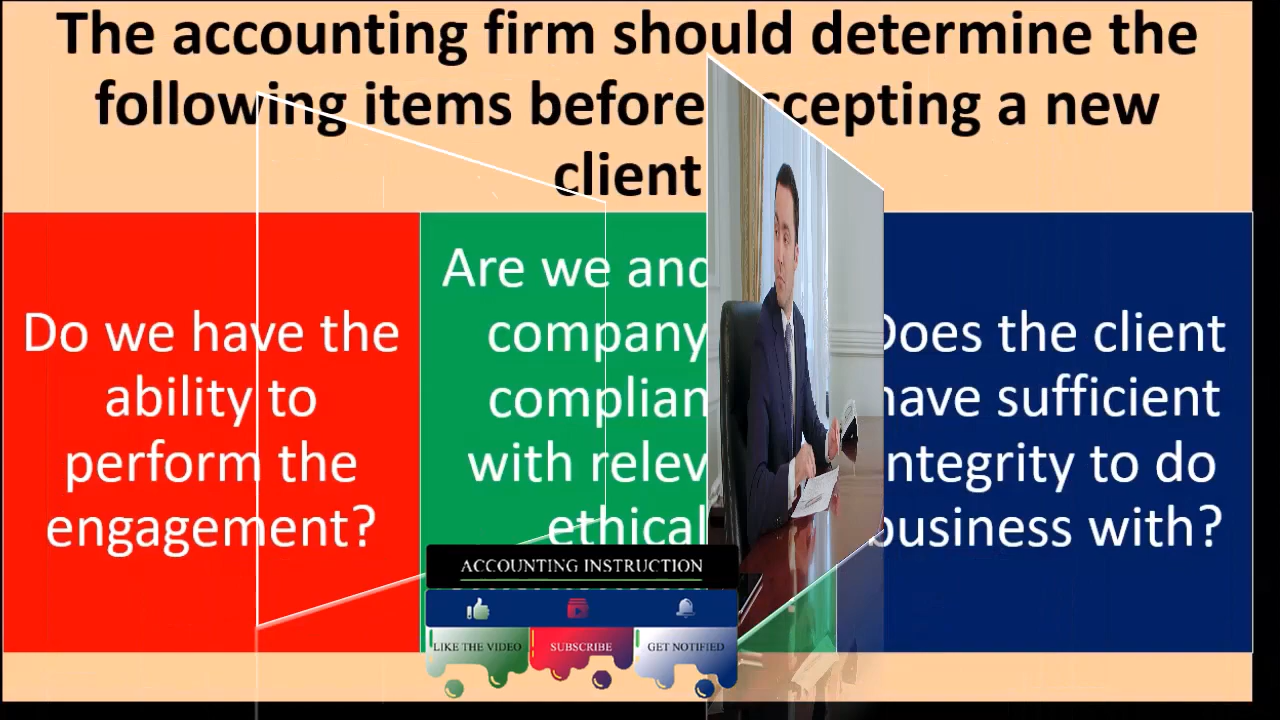 The accounting firm should determine the
following items before accepting a new
client
Do we have the
ability to
perform the
engagement?
Are we and
company
with
ethical
Does the client
have sufficient
integrity to do
business with?
ACCOUNTING INSTRUCTION
LIKE THE VIDEO
SUBSCRIBE
GET NOTIFIED